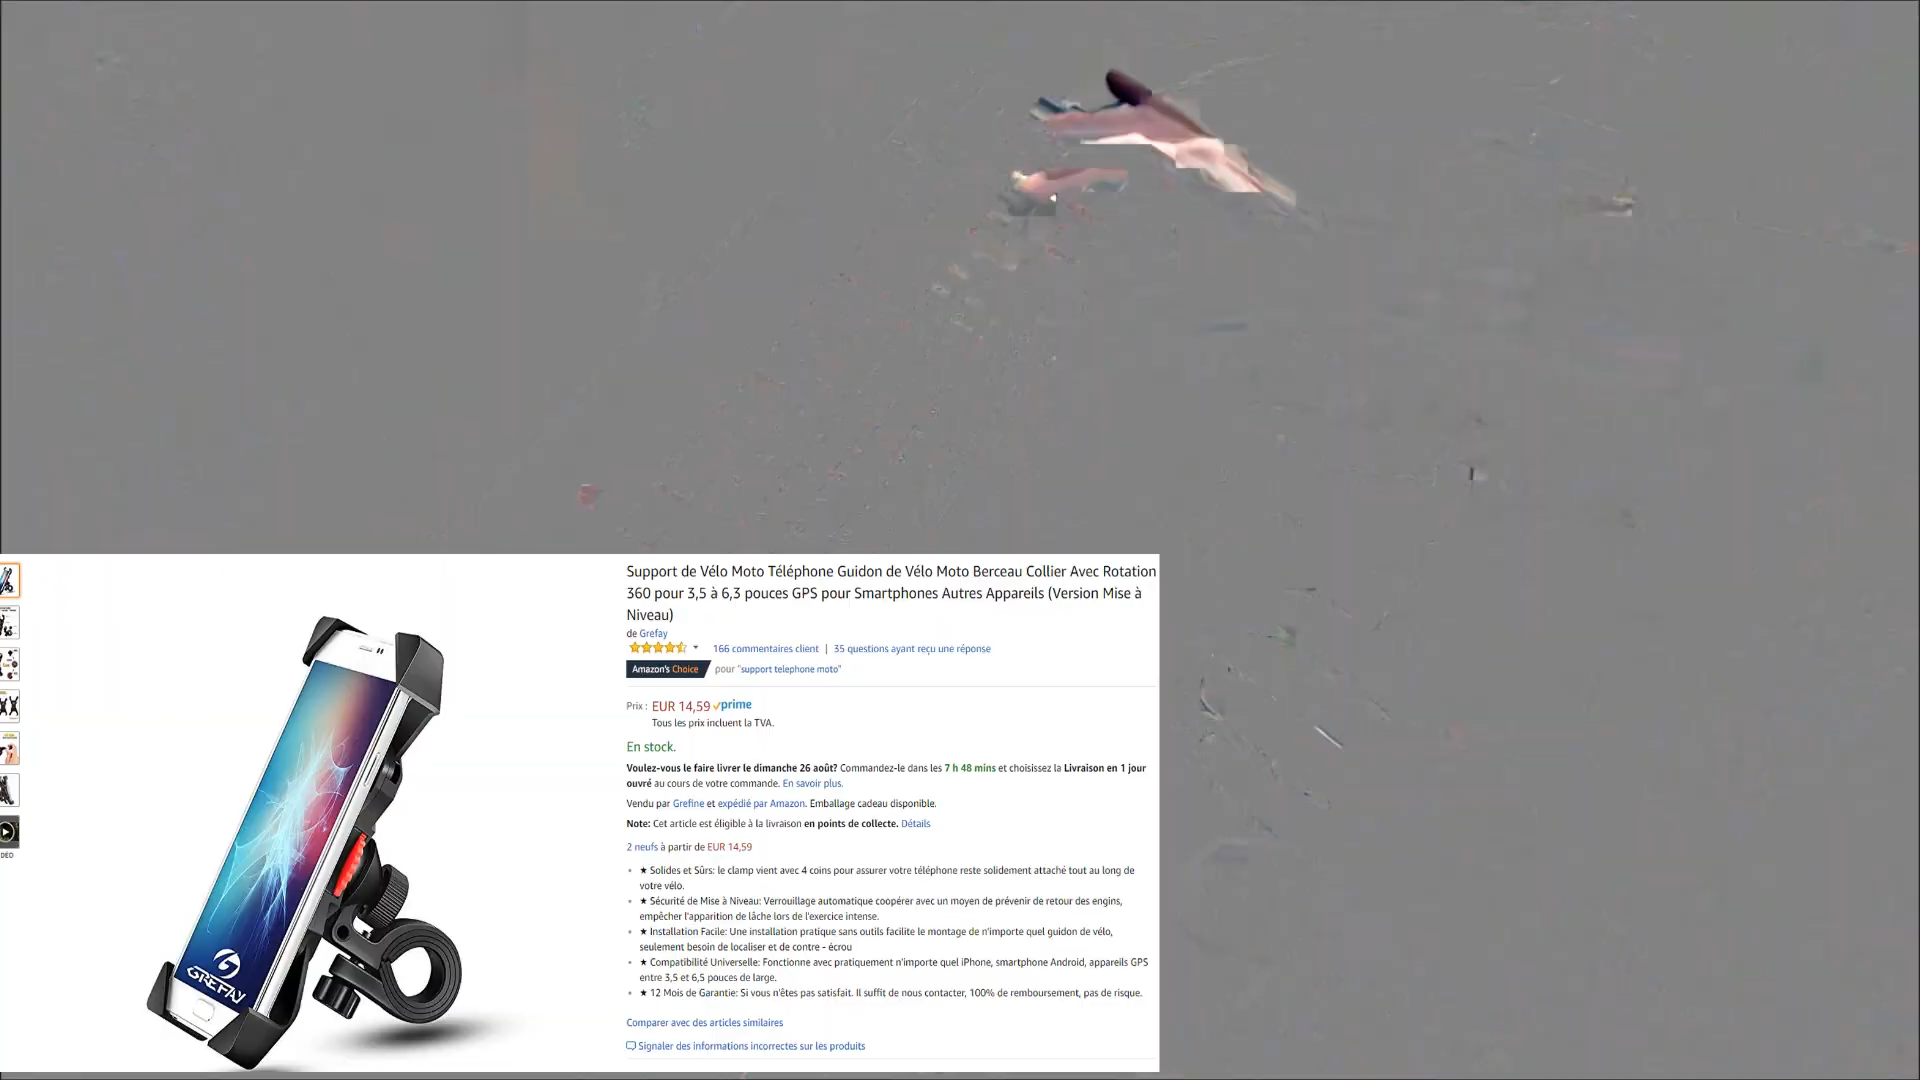 Support de Vélo Moto Téléphone Guidon de Vélo Moto Berceau Collier Avec Rotation
360 pour 3,5 à 6,3 pouces GPS pour Smartphones Autres Appareils (Version Mise à
Niveau)
de Grefay
166 commentaires client | 35 questions ayant reçu une réponse
Amazon's Choice pour "support telephone moto"
Prix : EUR 14,59 prime
Tous les prix incluent la TVA.
En stock.
Voulez-vous le faire livrer le dimanche 26 août? Commandez-le dans les 7 h 48 mins et choisissez la Livraison en 1 jour
ouvré au cours de votre commande. En savoir plus.
Vendu par Grefine et expédié par Amazon. Emballage cadeau disponible.
Note: Cet article est éligible à la livraison en points de collecte. Détails
2 neufs à partir de EUR 14,59
★ Solides et Sûrs: le clamp vient avec 4 coins pour assurer votre téléphone reste solidement attaché tout au long de
votre vélo.
★ Sécurité de Mise à Niveau: Verrouillage automatique coopérer avec un moyen de prévenir de retour des engins,
empêcher l'apparition de lâche lors de l'exercice intense.
★ Installation Facile: Une installation pratique sans outils facilite le montage de n'importe quel guidon de vélo,
seulement besoin de localiser et de contre - écrou
★ Compatibilité Universelle: Fonctionne avec pratiquement n'importe quel iPhone, smartphone Android, appareils GPS
entre 3,5 et 6,5 pouces de large.
★ 12 Mois de Garantie: Si vous n'êtes pas satisfait. Il suffit de nous contacter, 100% de remboursement, pas de risque.
Comparer avec des articles similaires
Signaler des informations incorrectes sur les produits
GREFAY
DÉO